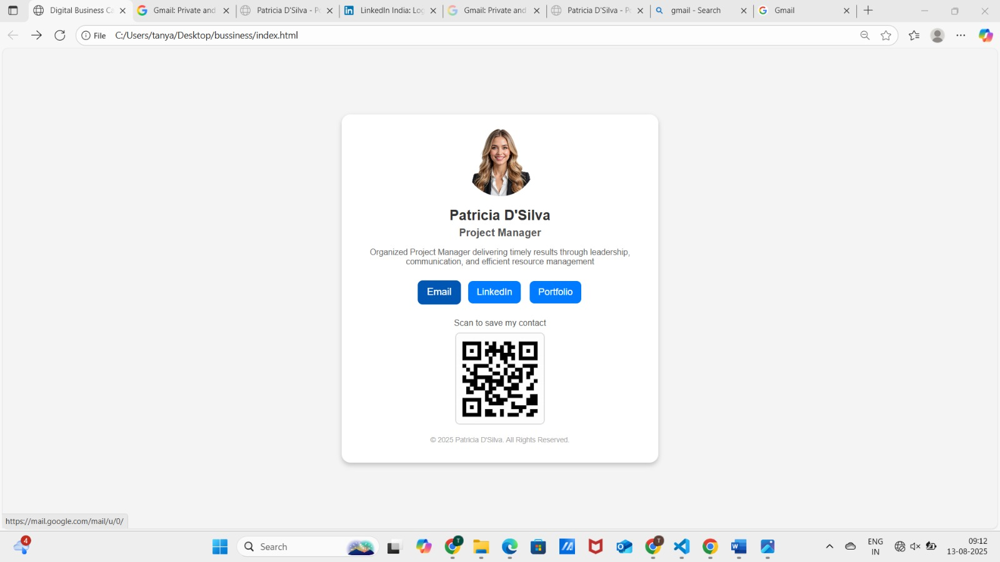 Digital Business Ca
Gmail: Private and
Patricia D'Silva - Po
LinkedIn India: Log
Gmail: Private and
Patricia D'Silva - Po
gmail - Search
Gmail
File
C:/Users/tanya/Desktop/bussiness/index.html
Patricia D'Silva
Project Manager
Organized Project Manager delivering timely results through leadership,
communication, and efficient resource management
Email
LinkedIn
Portfolio
Scan to save my contact
© 2025 Patricia D'Silva. All Rights Reserved.
https://mail.google.com/mail/u/0/
4
Search
T
T
ENG
IN
09:12
13-08-2025